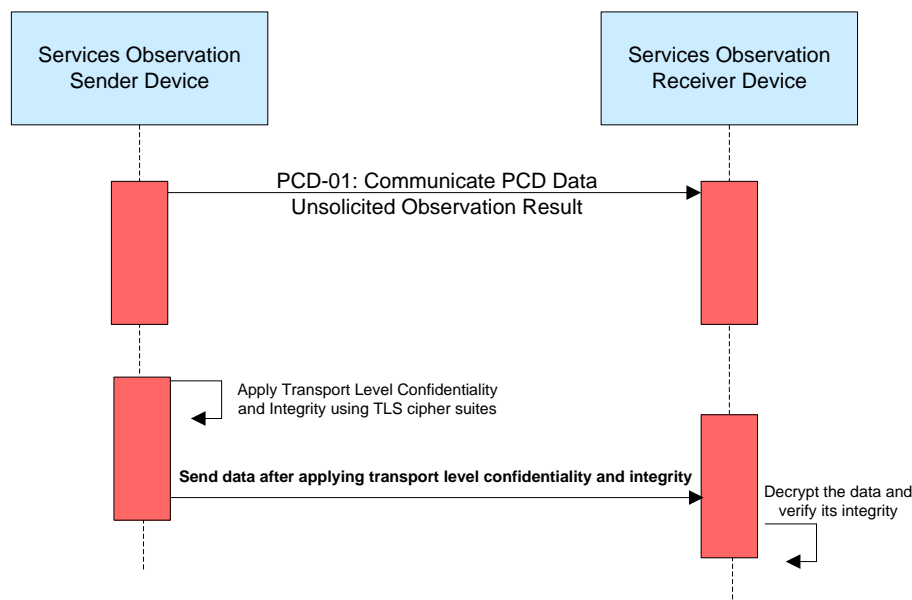 Services Observation
Sender Device
Services Observation
Receiver Device
PCD-01: Communicate PCD Data
Unsolicited Observation Result
Apply Transport Level Confidentiality
and Integrity using TLS cipher suites
Send data after applying transport level confidentiality and integrity
Decrypt the data and
verify its integrity